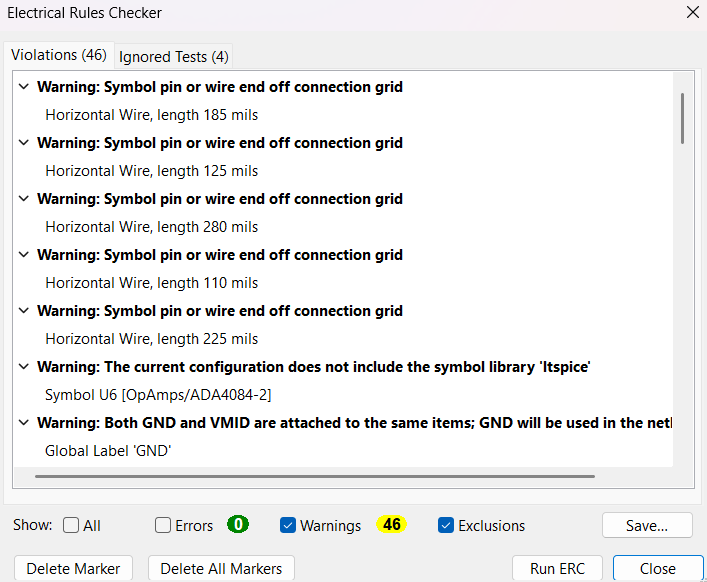 Electrical Rules Checker
Violations (46) Ignored Tests (4)
Warning: Symbol pin or wire end off connection grid
Horizontal Wire, length 185 mils
Warning: Symbol pin or wire end off connection grid
Horizontal Wire, length 125 mils
Warning: Symbol pin or wire end off connection grid
Horizontal Wire, length 280 mils
Warning: Symbol pin or wire end off connection grid
Horizontal Wire, length 110 mils
Warning: Symbol pin or wire end off connection grid
Horizontal Wire, length 225 mils
Warning: The current configuration does not include the symbol library 'ltspice'
Symbol U6 [OpAmps/ADA4084-2]
Warning: Both GND and VMID are attached to the same items; GND will be used in the
Global Label 'GND'
Show: All Errors 0 Warnings 46 Exclusions Save...
Delete Marker Delete All Markers Run ERC Close